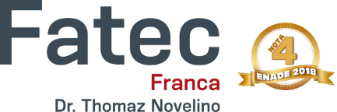 Fatec
Franca
Dr. Thomaz Novelino
NOTA
4
ENADE 2018